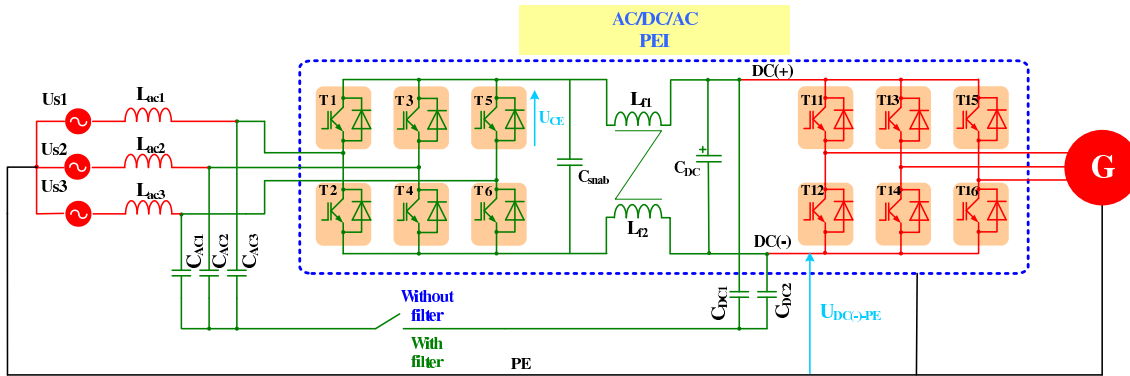 AC/DC/AC
PEI
DC(+)
Us1
Lac1
T1
T3
T5
UCE
Lf1
T11
T13
T15
Us2
Lac2
Csnab
CDC
G
Us3
Lac3
T2
T4
T6
T12
T14
T16
Lf2
DC(-)
CAC1
CAC2
CAC3
CDC1
CDC2
Without
filter
UDC(-)-PE
With
filter
PE